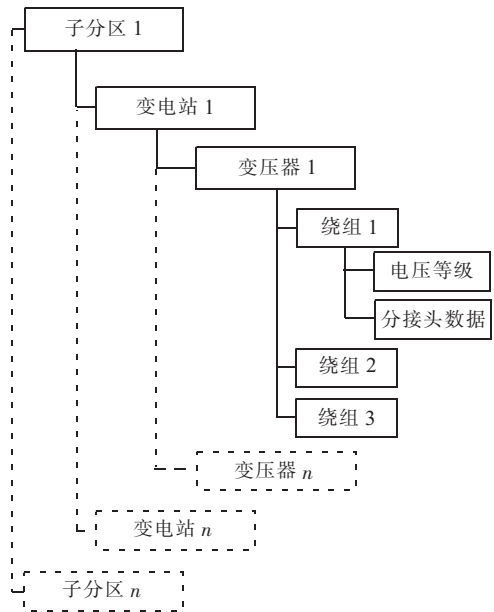 子分区 1
变电站 1
变压器 1
绕组 1
电压等级
分接头数据
绕组 2
绕组 3
变压器 n
变电站 n
子分区 n